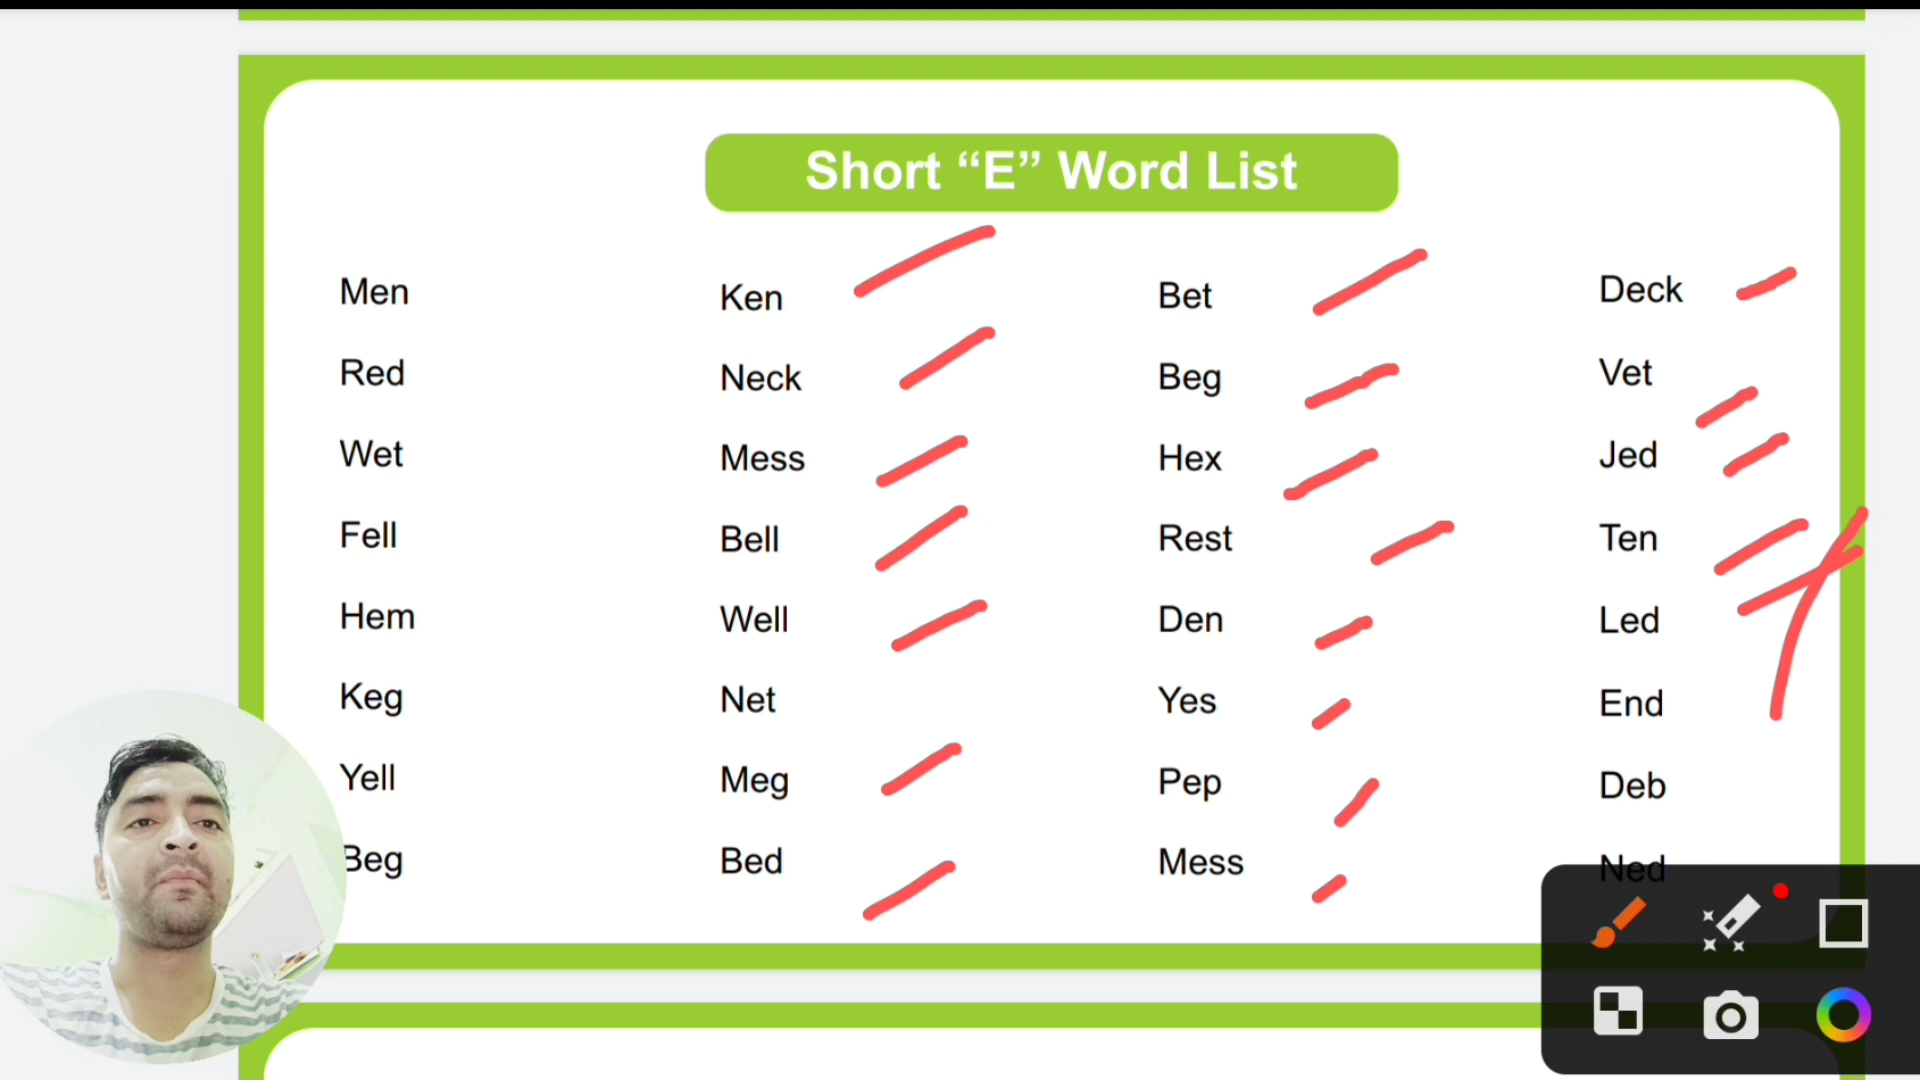 Short “E” Word List
Men Ken Bet Deck
Red Neck Beg Vet
Wet Mess Hex Jed
Fell Bell Rest Ten
Hem Well Den Led
Keg Net Yes End
Yell Meg Pep Deb
Beg Bed Mess Ned